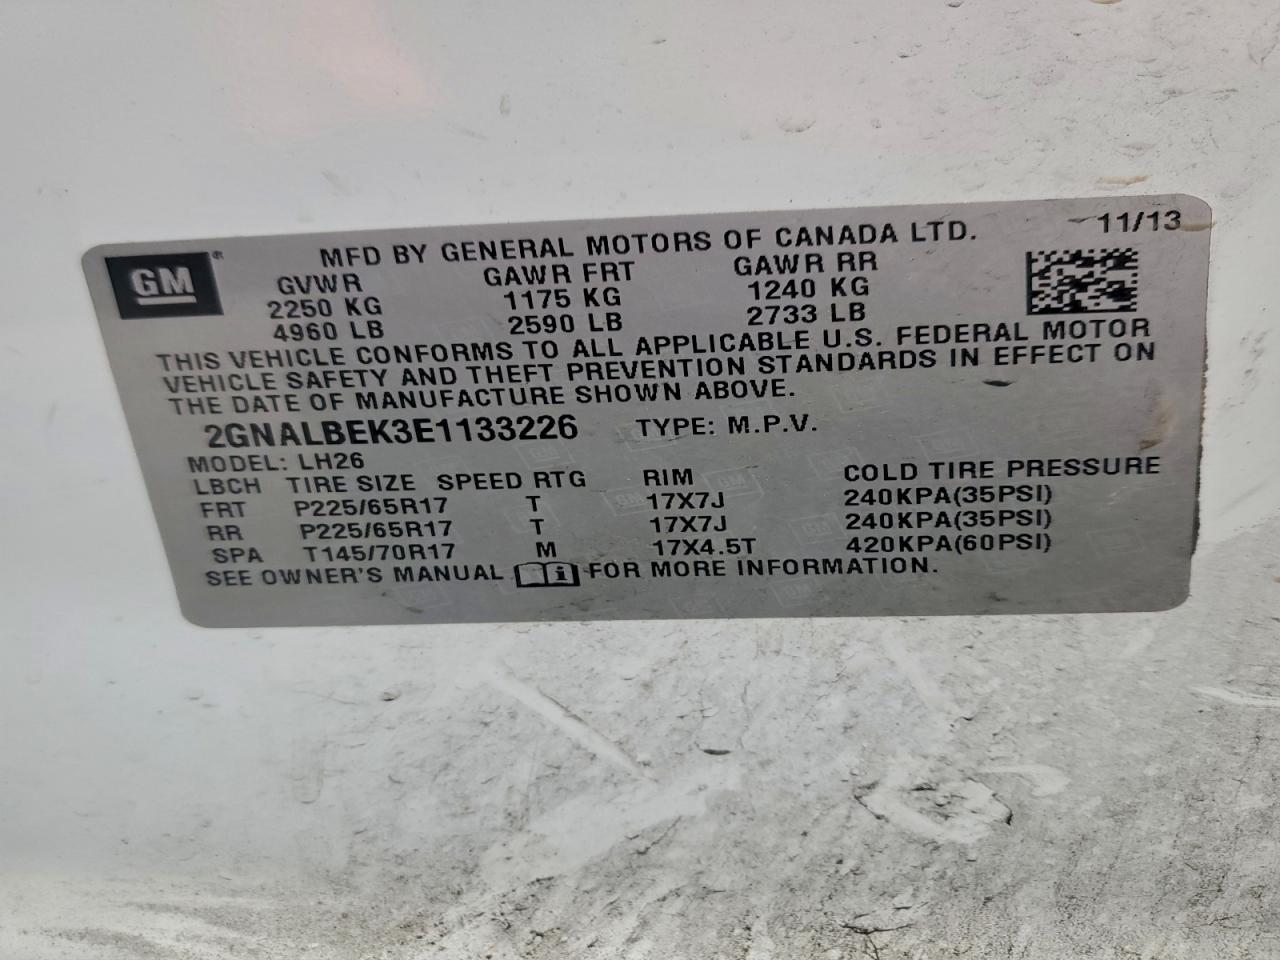 GM
MFD BY GENERAL MOTORS OF CANADA LTD. 11/13
GVWR GAWR FRT GAWR RR
2250 KG 1175 KG 1240 KG
4960 LB 2590 LB 2733 LB
THIS VEHICLE CONFORMS TO ALL APPLICABLE U.S. FEDERAL MOTOR
VEHICLE SAFETY AND THEFT PREVENTION STANDARDS IN EFFECT ON
THE DATE OF MANUFACTURE SHOWN ABOVE.
2GNALBEK3E1133226 TYPE: M.P.V.
MODEL: LH26
LBCH TIRE SIZE SPEED RTG RIM COLD TIRE PRESSURE
FRT P225/65R17 T 17X7J 240KPA(35PSI)
RR P225/65R17 T 17X7J 240KPA(35PSI)
SPA T145/70R17 M 17X4.5T 420KPA(60PSI)
SEE OWNER'S MANUAL i FOR MORE INFORMATION.